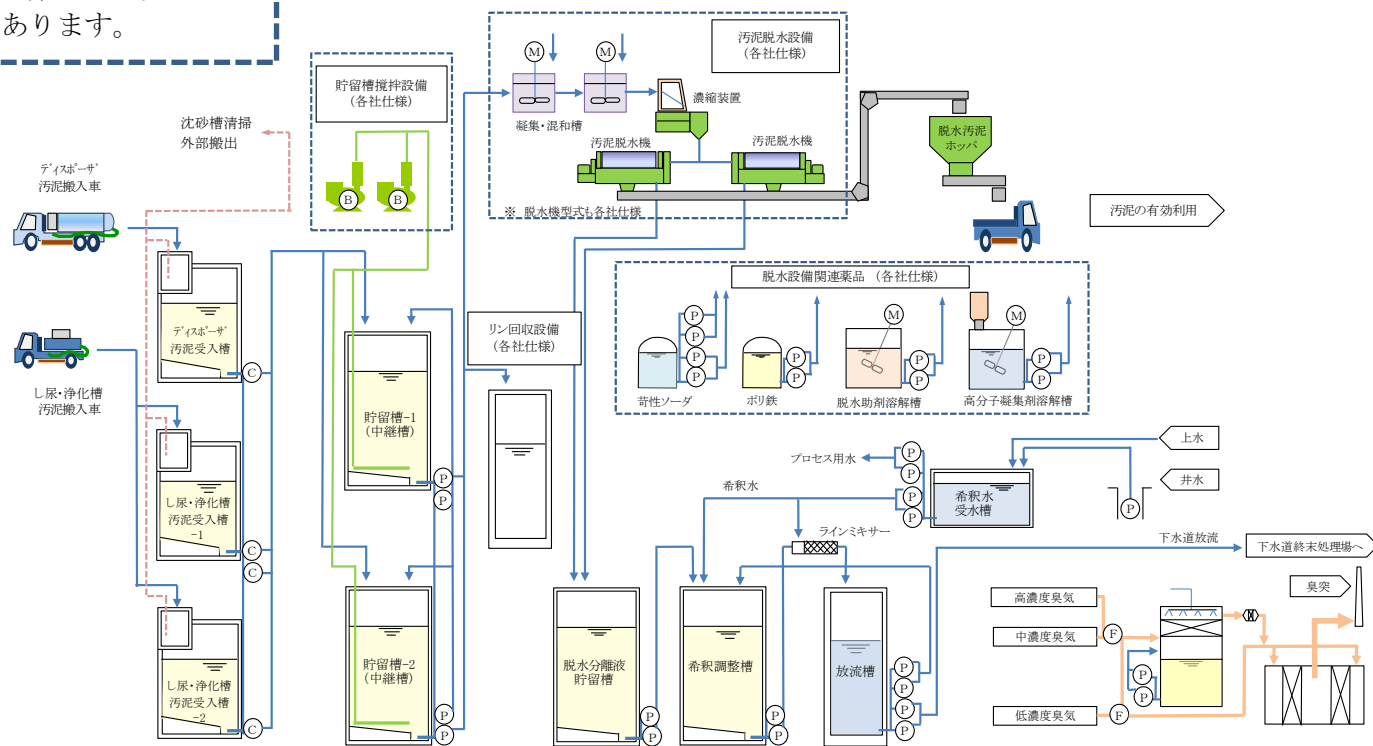 あります。
汚泥脱水設備
(各社仕様)
M
M
貯留槽撹拌設備
(各社仕様)
濃縮装置
凝集・混和槽
脱水汚泥
ホッパ
沈砂槽清掃
外部搬出
汚泥脱水機
汚泥脱水機
ディスポーザ
汚泥搬入車
B
B
※ 脱水機型式も各社仕様
汚泥の有効利用
脱水設備関連薬品 (各社仕様)
リン回収設備
(各社仕様)
P
P
P
P
P
P
M
P
P
M
P
P
苛性ソーダ
ポリ鉄
脱水助剤溶解槽
高分子凝集剤溶解槽
ディスポーザ
汚泥受入槽
C
し尿・浄化槽
汚泥搬入車
貯留槽-1
(中継槽)
P
P
上水
井水
P
プロセス用水
P
P
希釈水
P
P
希釈水
受水槽
し尿・浄化槽
汚泥受入槽
-1
C
C
ラインミキサー
下水道放流
下水道終末処理場へ
臭突
高濃度臭気
中濃度臭気
低濃度臭気
F
F
P
P
し尿・浄化槽
汚泥受入槽
-2
C
貯留槽-2
(中継槽)
P
P
脱水分離液
貯留槽
P
P
希釈調整槽
P
P
放流槽
P
P
P
P